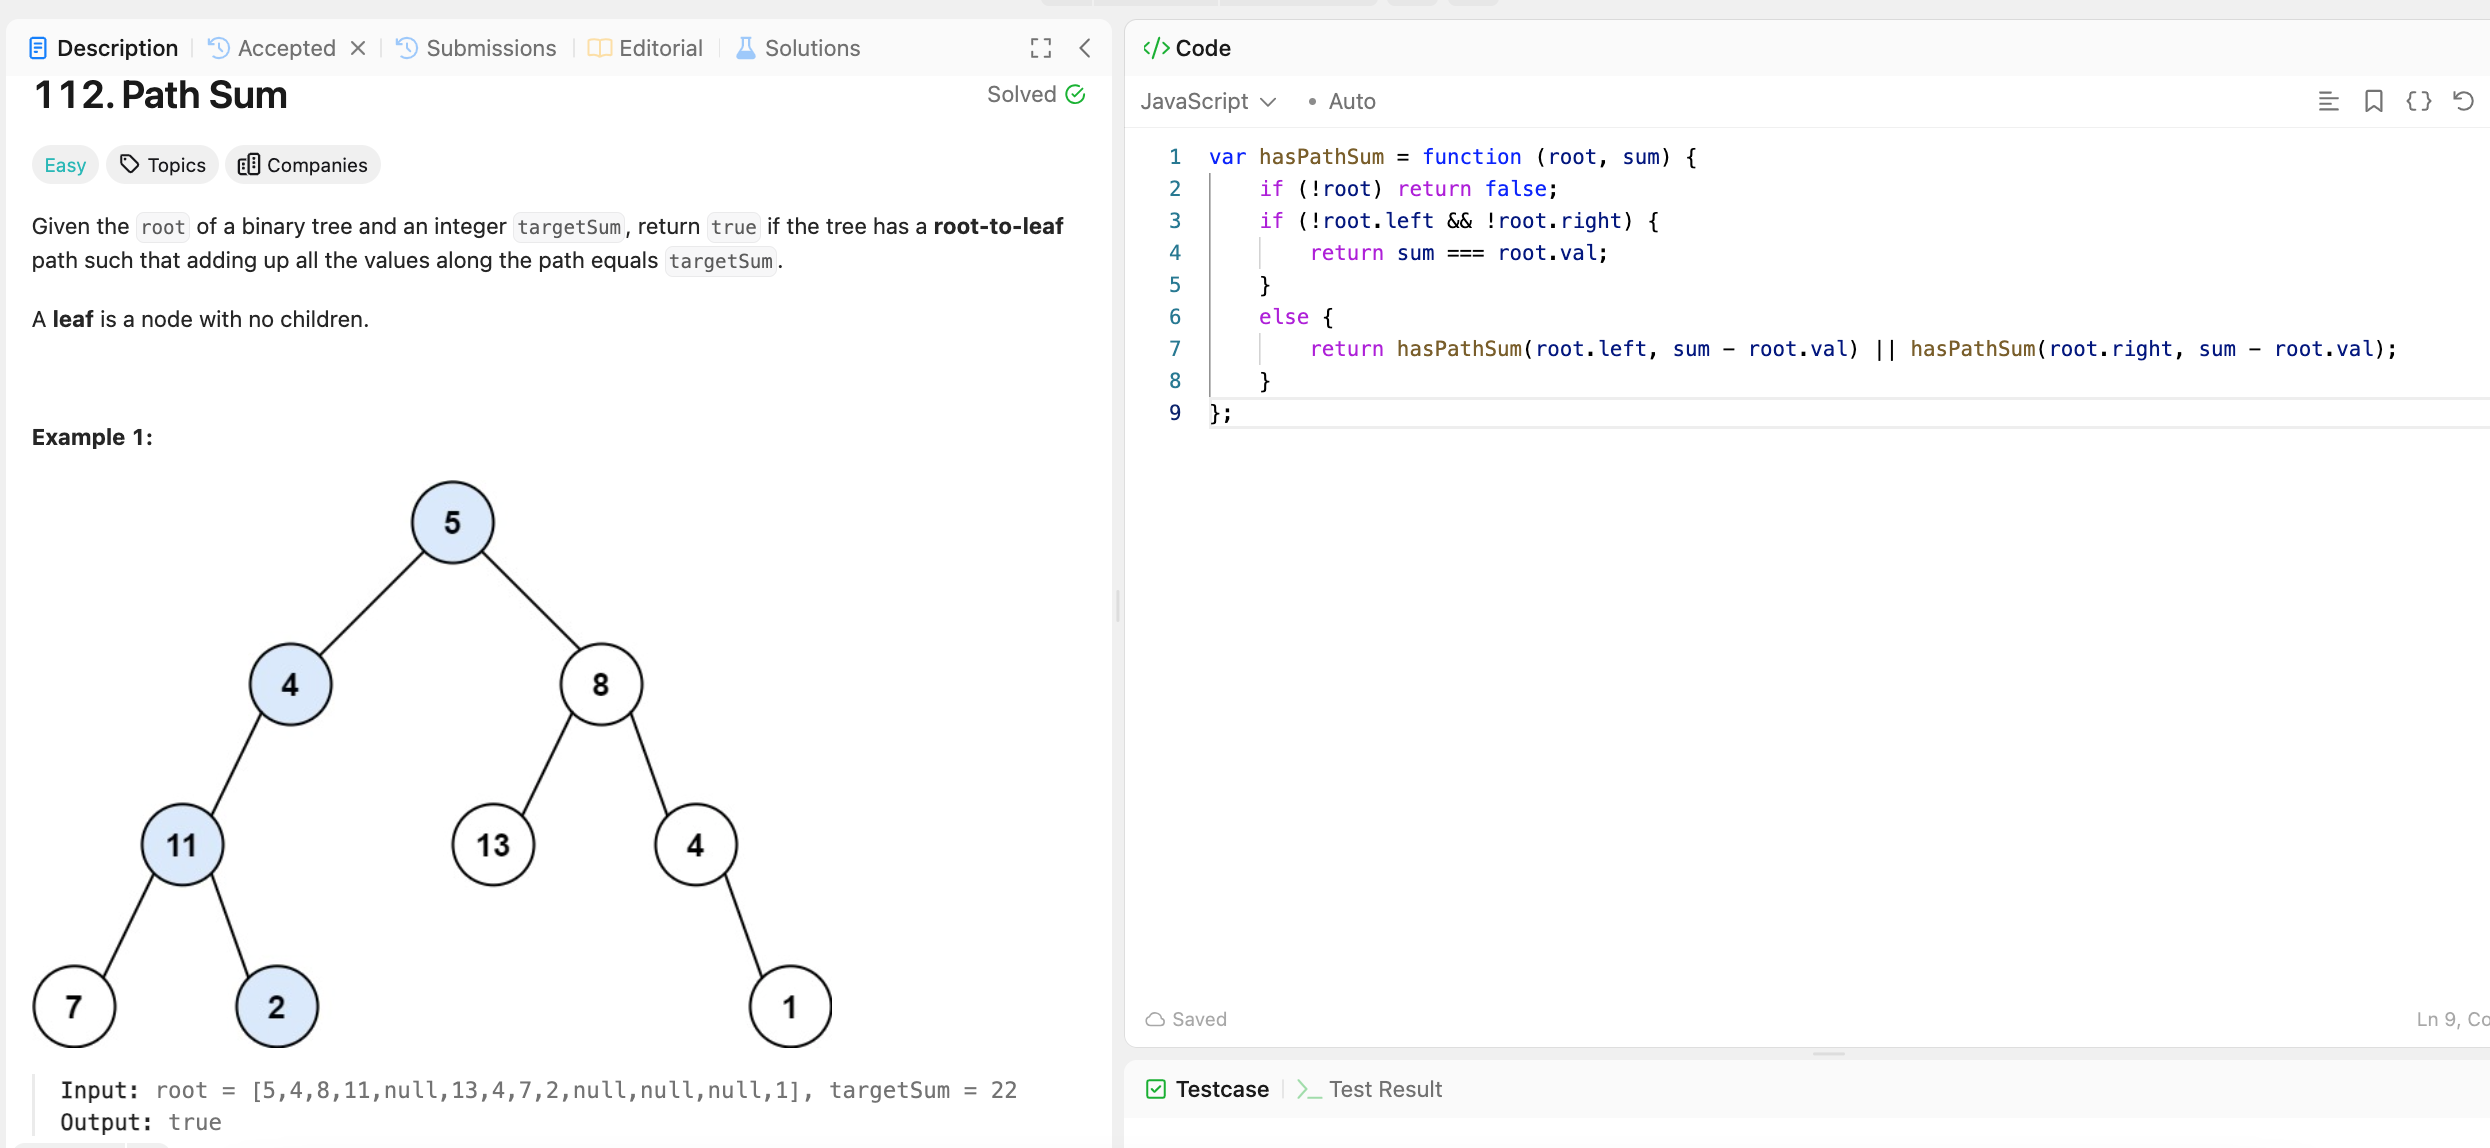 Description
Accepted
Submissions
Editorial
Solutions
112. Path Sum
Solved
Easy
Topics
Companies
Given the root of a binary tree and an integer targetSum, return true if the tree has a root-to-leaf
path such that adding up all the values along the path equals targetSum.
A leaf is a node with no children.
Example 1:
5
4
8
11
13
4
7
2
1
Input: root = [5,4,8,11,null,13,4,7,2,null,null,null,1], targetSum = 22
Output: true
</> Code
JavaScript
• Auto
1 var hasPathSum = function (root, sum) {
2     if (!root) return false;
3     if (!root.left && !root.right) {
4         return sum === root.val;
5     }
6     else {
7         return hasPathSum(root.left, sum - root.val) || hasPathSum(root.right, sum - root.val);
8     }
9 };
Saved
Ln 9, Co
Testcase
>_ Test Result